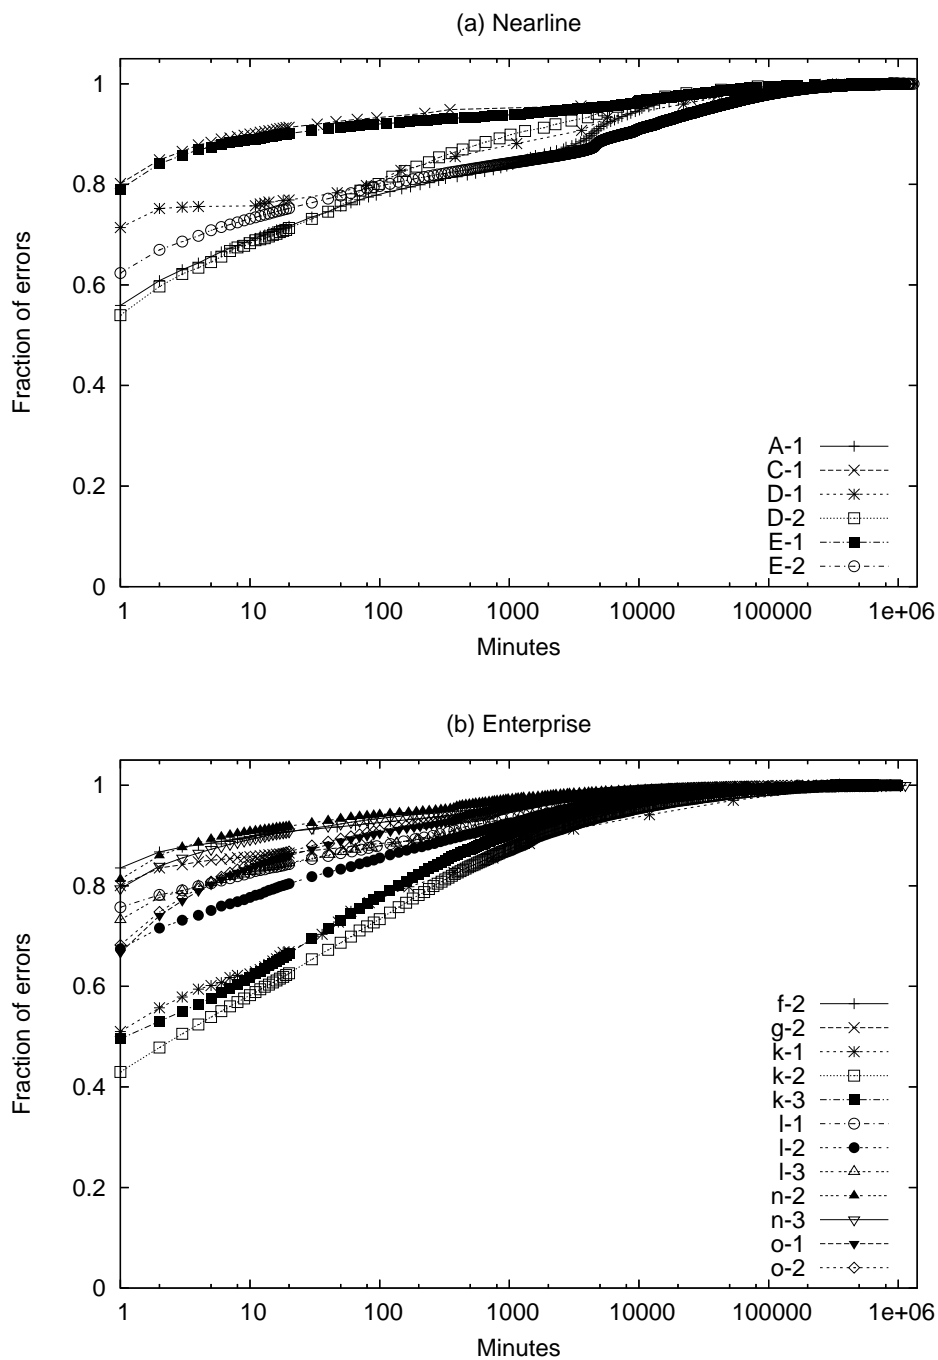 (a) Nearline
1
0.8
0.6
0.4
0.2
0
Fraction of errors
A-1
C-1
D-1
D-2
E-1
E-2
1 10 100 1000 10000 100000 1e+06
Minutes
(b) Enterprise
1
0.8
0.6
0.4
0.2
0
Fraction of errors
f-2
g-2
k-1
k-2
k-3
l-1
l-2
l-3
n-2
n-3
o-1
o-2
1 10 100 1000 10000 100000 1e+06
Minutes